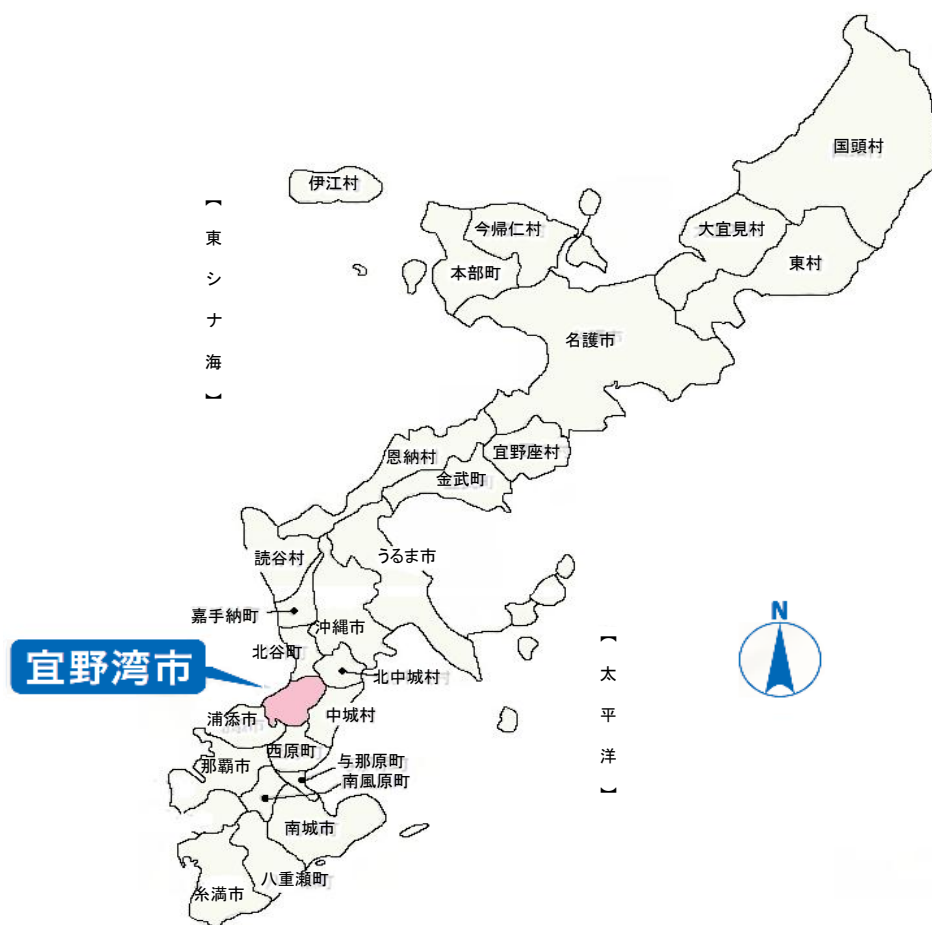 国頭村
伊江村
大宜見村
今帰仁村
東村
本部町
【東シナ海】
名護市
宜野座村
恩納村
金武町
うるま市
読谷村
嘉手納町
沖縄市
N
北谷町
宜野湾市
北中城村
【太平洋】
浦添市
中城村
西原町
那覇市
与那原町
南風原町
南城市
八重瀬町
糸満市